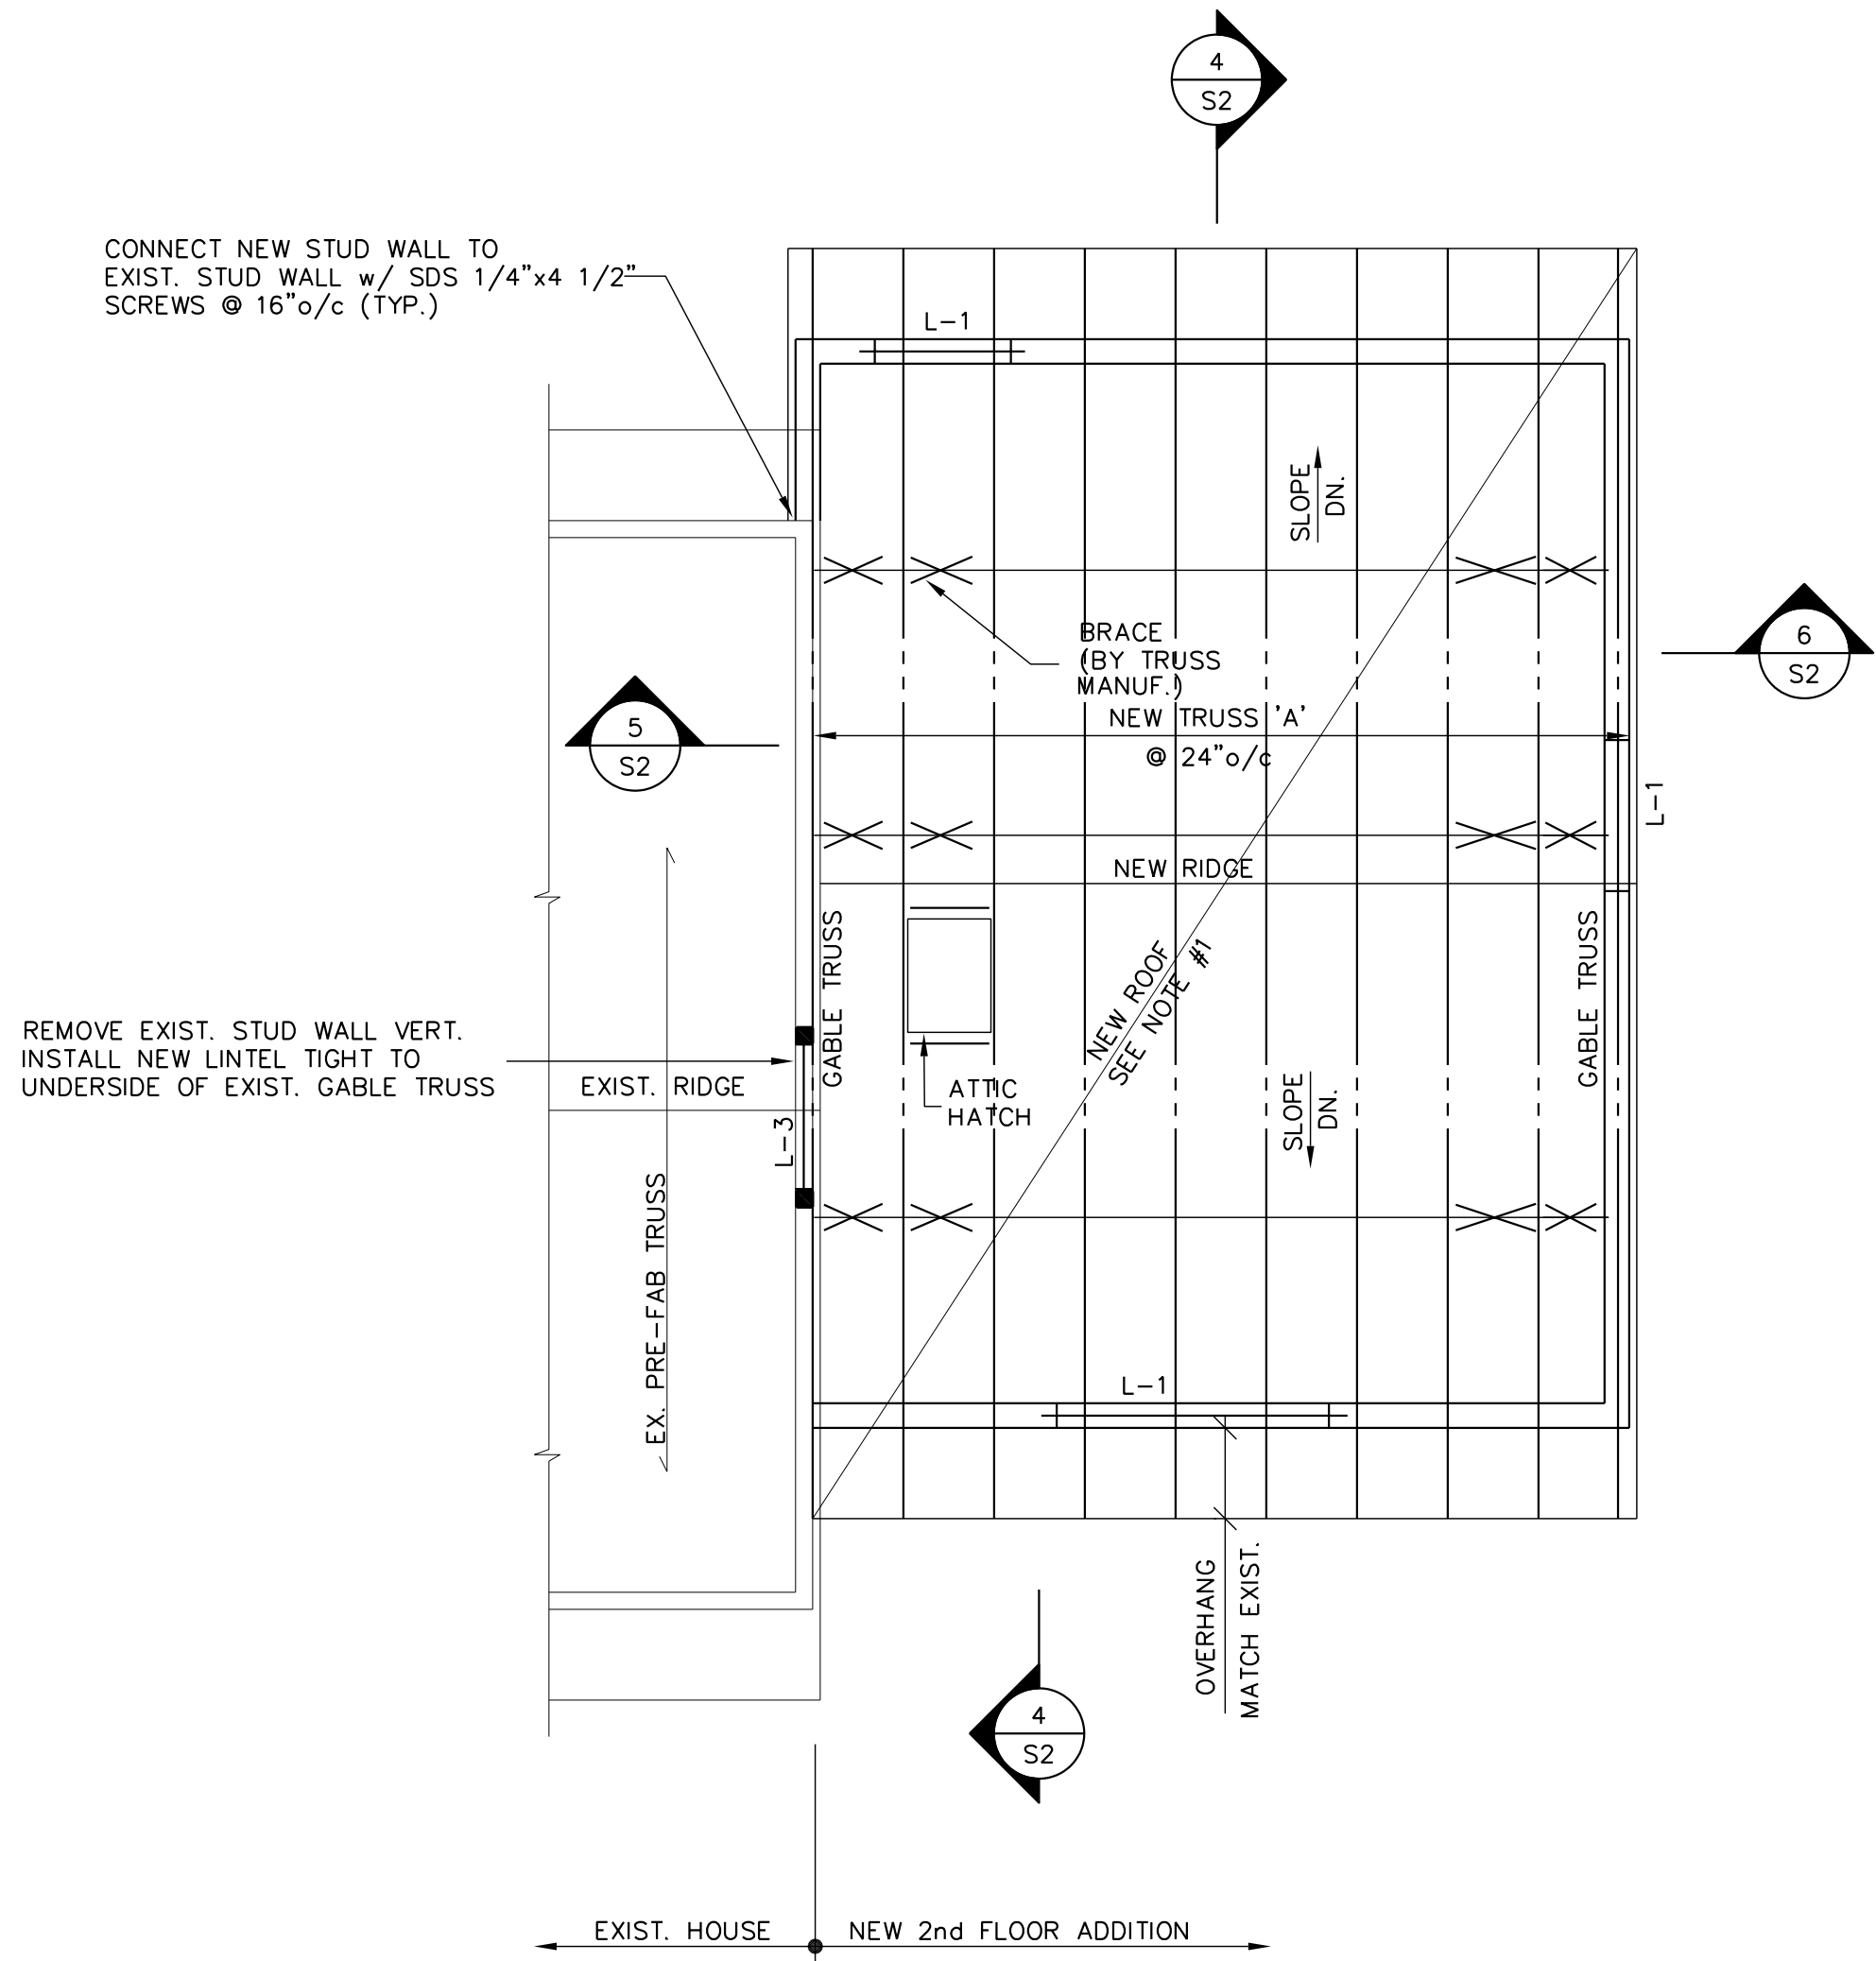 4
S2
CONNECT NEW STUD WALL TO
EXIST. STUD WALL w/ SDS 1/4"x4 1/2"
SCREWS @ 16"o/c (TYP.)
L-1
SLOPE
DN.
BRACE
(BY TRUSS
MANUF.)
6
S2
5
S2
NEW TRUSS 'A'
@ 24"o/c
L-1
NEW RIDGE
GABLE TRUSS
GABLE TRUSS
NEW ROOF
SEE NOTE #1
REMOVE EXIST. STUD WALL VERT.
INSTALL NEW LINTEL TIGHT TO
UNDERSIDE OF EXIST. GABLE TRUSS
EXIST. RIDGE
L-3
ATTIC
HATCH
SLOPE
DN.
EX. PRE-FAB TRUSS
L-1
OVERHANG
MATCH EXIST.
4
S2
EXIST. HOUSE
NEW 2nd FLOOR ADDITION